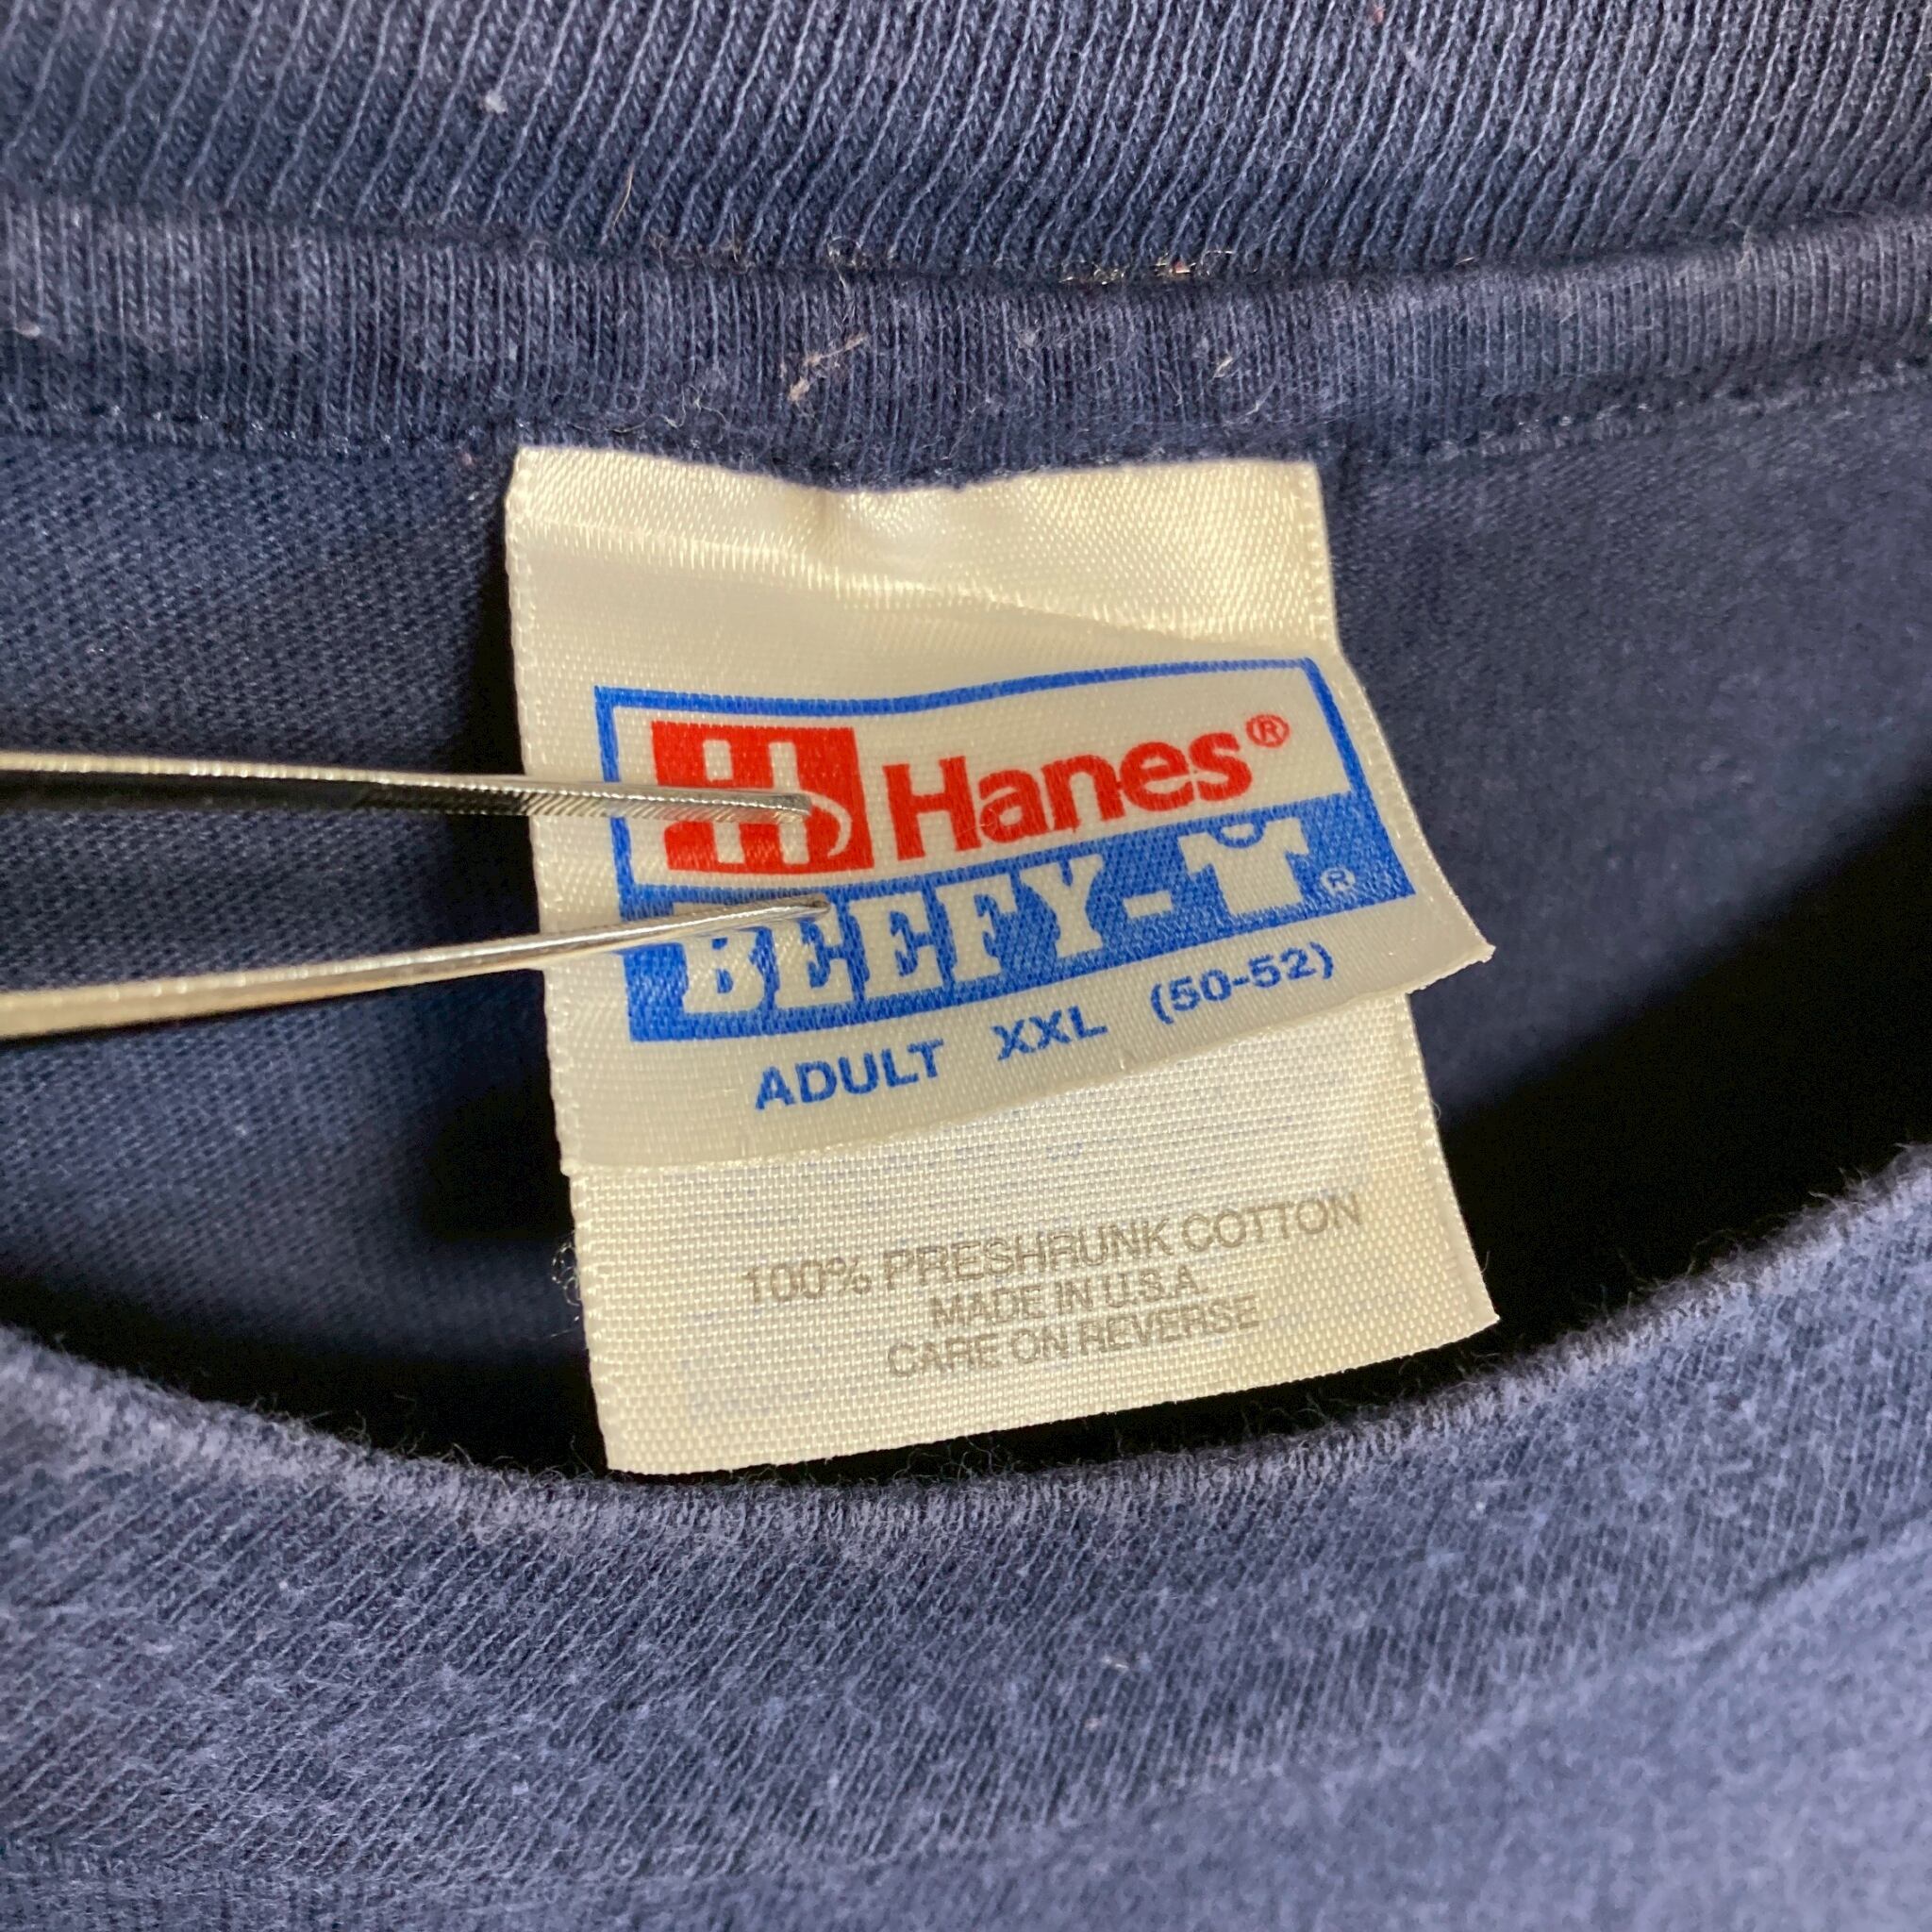 Hanes®
BEEFY-T®
ADULT XXL (50-52)
100% PRESHRUNK COTTON
MADE IN U.S.A.
CARE ON REVERSE